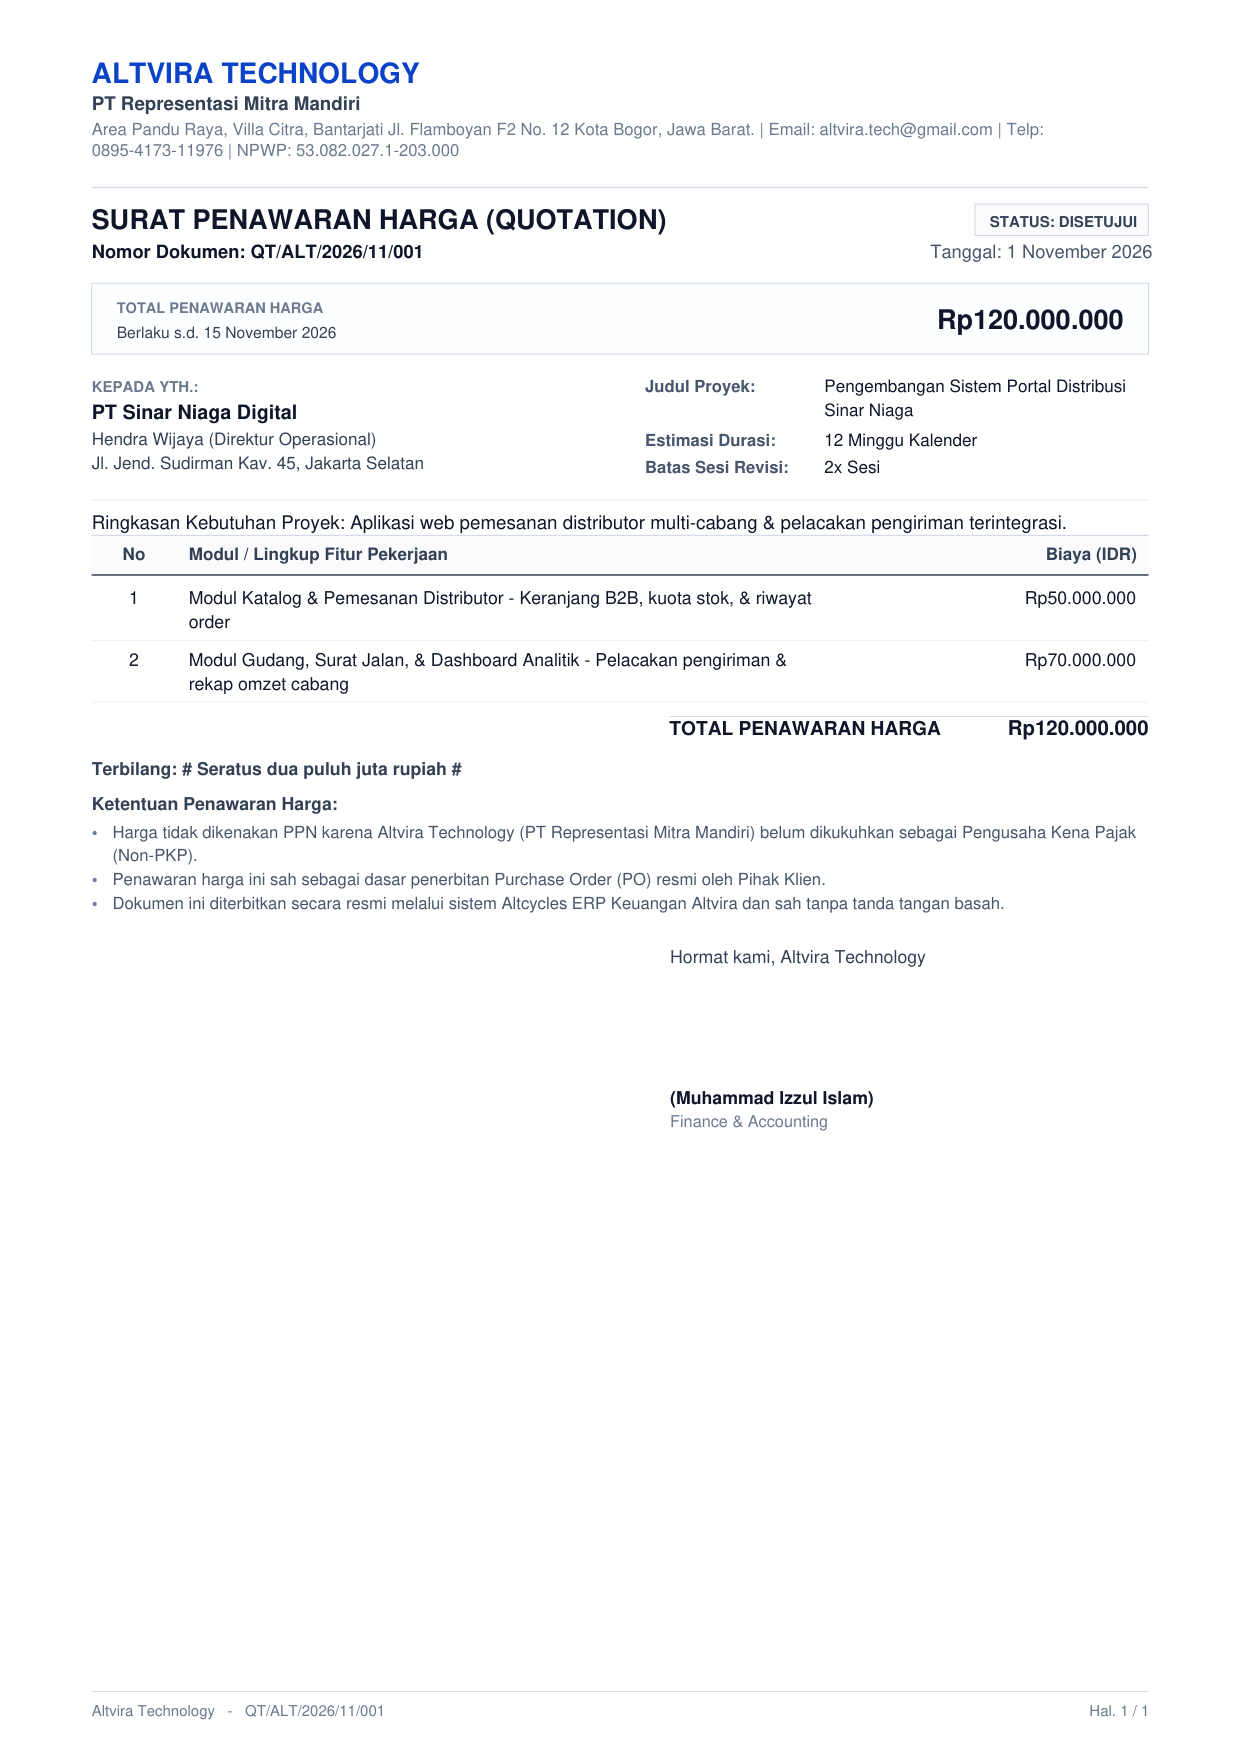 ALTVIRA TECHNOLOGY
PT Representasi Mitra Mandiri
Area Pandu Raya, Villa Citra, Bantarjati Jl. Flamboyan F2 No. 12 Kota Bogor, Jawa Barat. | Email: altvira.tech@gmail.com | Telp:
0895-4173-11976 | NPWP: 53.082.027.1-203.000
SURAT PENAWARAN HARGA (QUOTATION)
STATUS: DISETUJUI
Nomor Dokumen: QT/ALT/2026/11/001
Tanggal: 1 November 2026
TOTAL PENAWARAN HARGA
Berlaku s.d. 15 November 2026
Rp120.000.000
KEPADA YTH.:
PT Sinar Niaga Digital
Hendra Wijaya (Direktur Operasional)
Jl. Jend. Sudirman Kav. 45, Jakarta Selatan
Judul Proyek: Pengembangan Sistem Portal Distribusi
Sinar Niaga
Estimasi Durasi: 12 Minggu Kalender
Batas Sesi Revisi: 2x Sesi
Ringkasan Kebutuhan Proyek: Aplikasi web pemesanan distributor multi-cabang & pelacakan pengiriman terintegrasi.
No Modul / Lingkup Fitur Pekerjaan Biaya (IDR)
1 Modul Katalog & Pemesanan Distributor - Keranjang B2B, kuota stok, & riwayat Rp50.000.000
order
2 Modul Gudang, Surat Jalan, & Dashboard Analitik - Pelacakan pengiriman & Rp70.000.000
rekap omzet cabang
TOTAL PENAWARAN HARGA Rp120.000.000
Terbilang: # Seratus dua puluh juta rupiah #
Ketentuan Penawaran Harga:
• Harga tidak dikenakan PPN karena Altvira Technology (PT Representasi Mitra Mandiri) belum dikukuhkan sebagai Pengusaha Kena Pajak
(Non-PKP).
• Penawaran harga ini sah sebagai dasar penerbitan Purchase Order (PO) resmi oleh Pihak Klien.
• Dokumen ini diterbitkan secara resmi melalui sistem Altcycles ERP Keuangan Altvira dan sah tanpa tanda tangan basah.
Hormat kami, Altvira Technology
(Muhammad Izzul Islam)
Finance & Accounting
Altvira Technology - QT/ALT/2026/11/001
Hal. 1 / 1